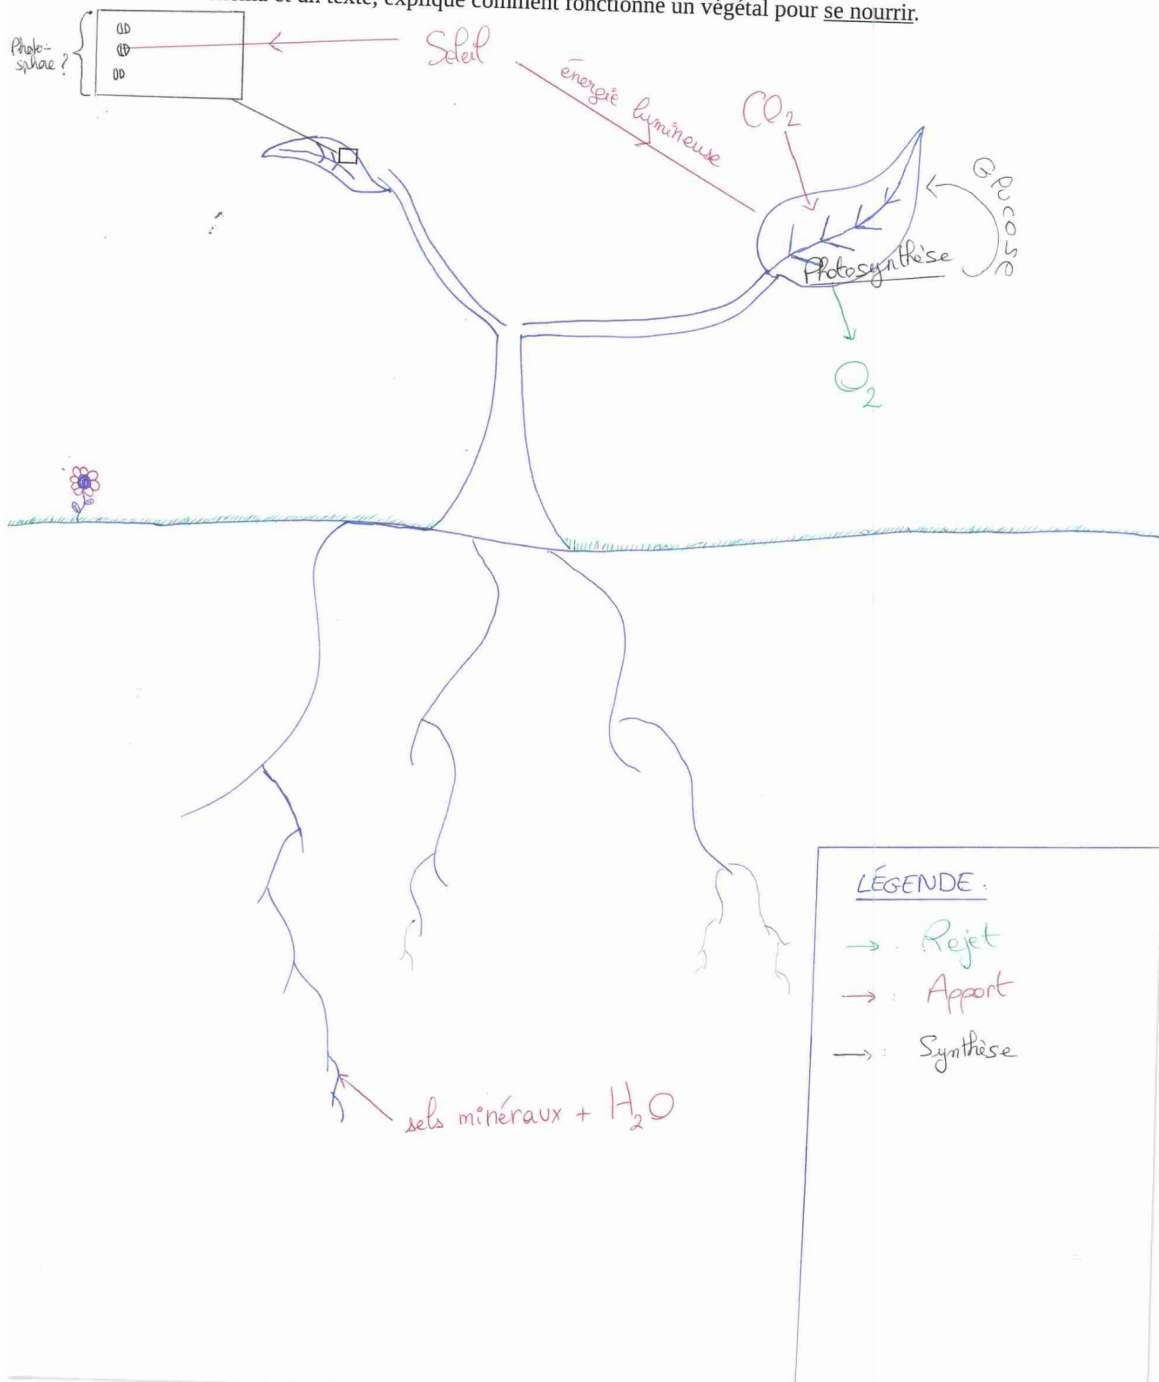 et un texte, explique comment fonctionne un végétal pour se nourrir.
Photo-
sphère ?
Soleil
énergie lumineuse
CO2
GLUCOSE
Photosynthèse
O2
sels minéraux + H2O
LÉGENDE :
→ : Rejet
→ : Apport
→ : Synthèse